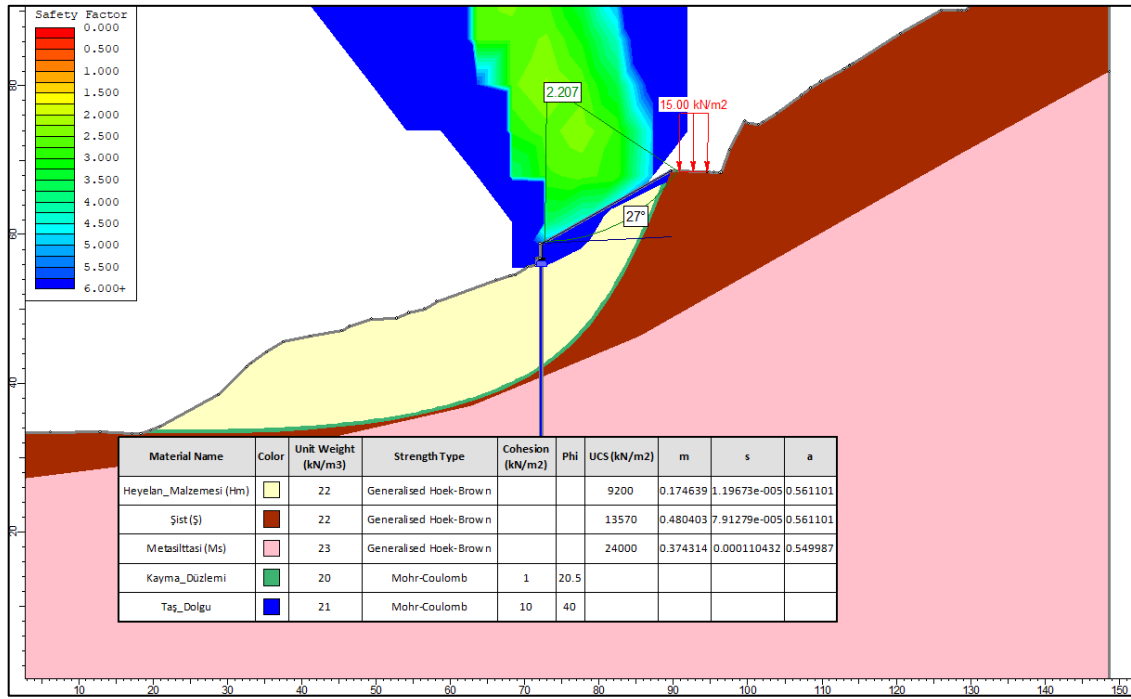 Safety Factor
0.000
0.500
1.000
1.500
2.000
2.500
3.000
3.500
4.000
4.500
5.000
5.500
6.000+
80
60
40
20
2.207
15.00 kN/m2
27°
Material Name Color Unit Weight (kN/m3) Strength Type Cohesion (kN/m2) Phi UCS (kN/m2) m s a
Heyelan_Malzemesi (Hm) 22 Generalised Hoek-Brown 9200 0.174639 1.19673e-005 0.561101
Şist (Ş) 22 Generalised Hoek-Brown 13570 0.480403 7.91279e-005 0.561101
Metasilttasi (Ms) 23 Generalised Hoek-Brown 24000 0.374314 0.000110432 0.549987
Kayma_Düzlemi 20 Mohr-Coulomb 1 20.5
Taş_Dolgu 21 Mohr-Coulomb 10 40
10 20 30 40 50 60 70 80 90 100 110 120 130 140 150